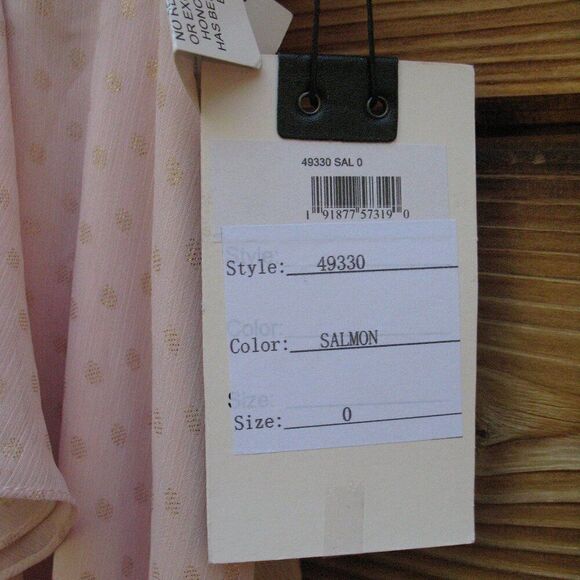 NO RE
OR EX
HONO
HAS BE
49330 SAL 0
1 91877 57319 0
Style:
Style: 49330
Color:
Color: SALMON
Size:
Size: 0